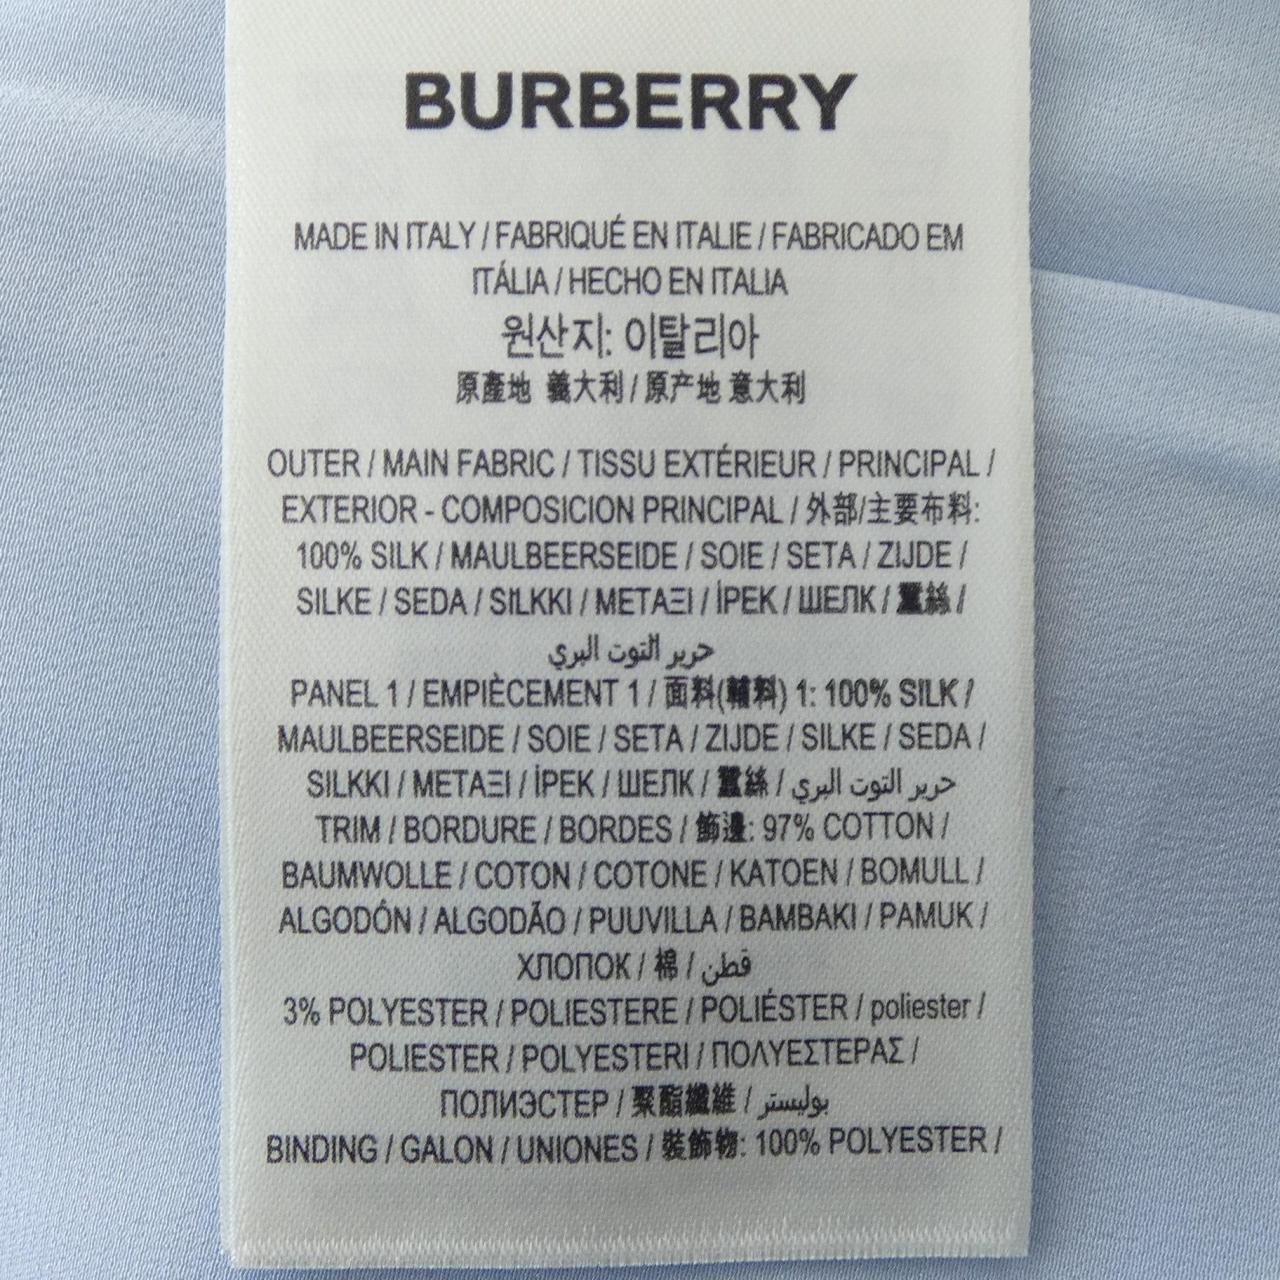 BURBERRY
MADE IN ITALY / FABRIQUÉ EN ITALIE / FABRICADO EM
ITÁLIA / HECHO EN ITALIA
원산지: 이탈리아
原產地 義大利 / 原产地 意大利
OUTER / MAIN FABRIC / TISSU EXTÉRIEUR / PRINCIPAL /
EXTERIOR - COMPOSICION PRINCIPAL / 外部/主要布料:
100% SILK / MAULBEERSEIDE / SOIE / SETA / ZIJDE /
SILKE / SEDA / SILKKI / ΜΕΤΑΞΙ / İPEK / ШЕЛК / 蠶絲 /
حرير التوت البري
PANEL 1 / EMPIÈCEMENT 1 / 面料(輔料) 1: 100% SILK /
MAULBEERSEIDE / SOIE / SETA / ZIJDE / SILKE / SEDA /
SILKKI / ΜΕΤΑΞΙ / İPEK / ШЕЛК / 蠶絲 / حرير التوت البري
TRIM / BORDURE / BORDES / 飾邊: 97% COTTON /
BAUMWOLLE / COTON / COTONE / KATOEN / BOMULL /
ALGODÓN / ALGODÃO / PUUVILLA / BAMBAKI / PAMUK /
ХЛОПОК / 棉 / قطن
3% POLYESTER / POLIESTERE / POLIÉSTER / poliester /
POLIESTER / POLYESTERI / ΠΟΛΥΕΣΤΕΡΑΣ /
ПОЛИЭСТЕР / 聚酯纖維 / بوليستر
BINDING / GALON / UNIONES / 裝飾物: 100% POLYESTER /